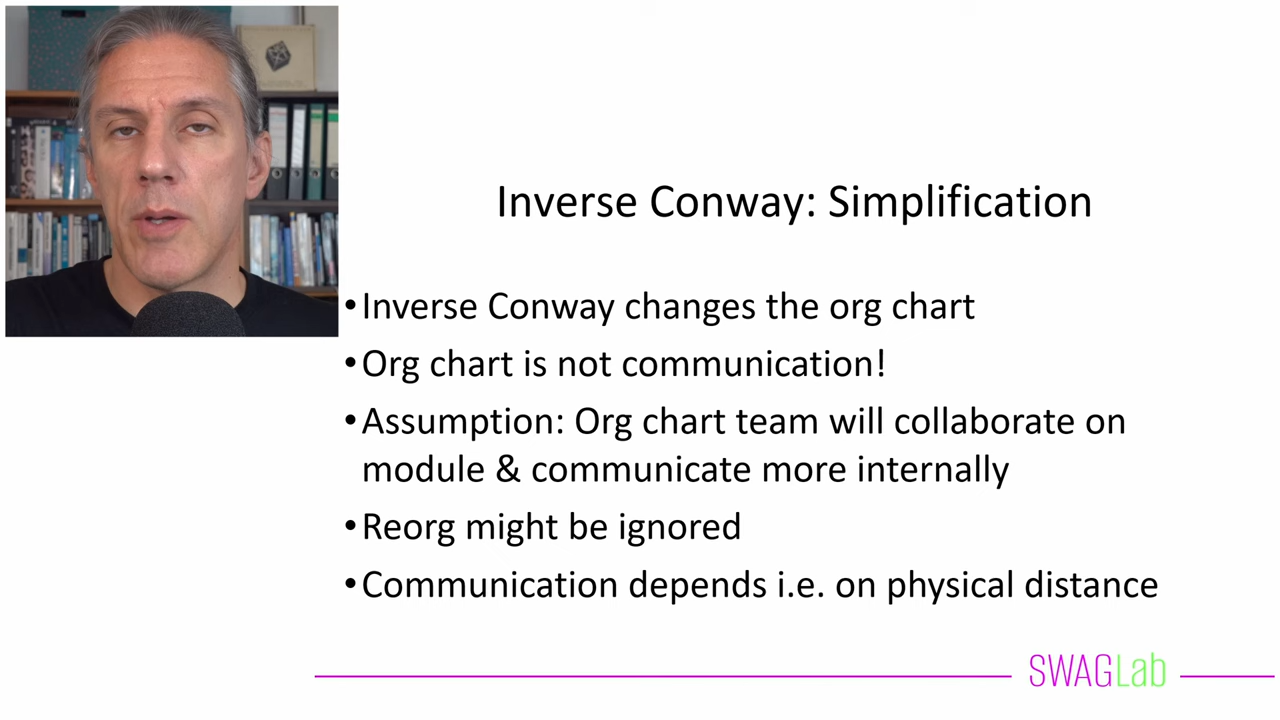 Inverse Conway: Simplification
•Inverse Conway changes the org chart
•Org chart is not communication!
•Assumption: Org chart team will collaborate on
module & communicate more internally
•Reorg might be ignored
•Communication depends i.e. on physical distance
SWAGLab